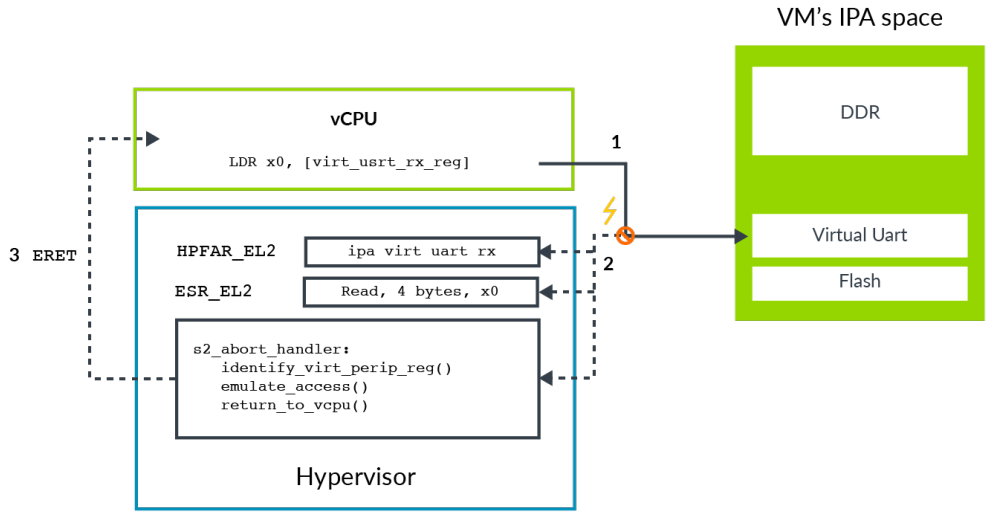 VM’s IPA space
DDR
Virtual Uart
Flash
vCPU
LDR x0, [virt_usrt_rx_reg]
1
2
3 ERET
HPFAR_EL2
ipa virt uart rx
ESR_EL2
Read, 4 bytes, x0
s2_abort_handler:
identify_virt_perip_reg()
emulate_access()
return_to_vcpu()
Hypervisor